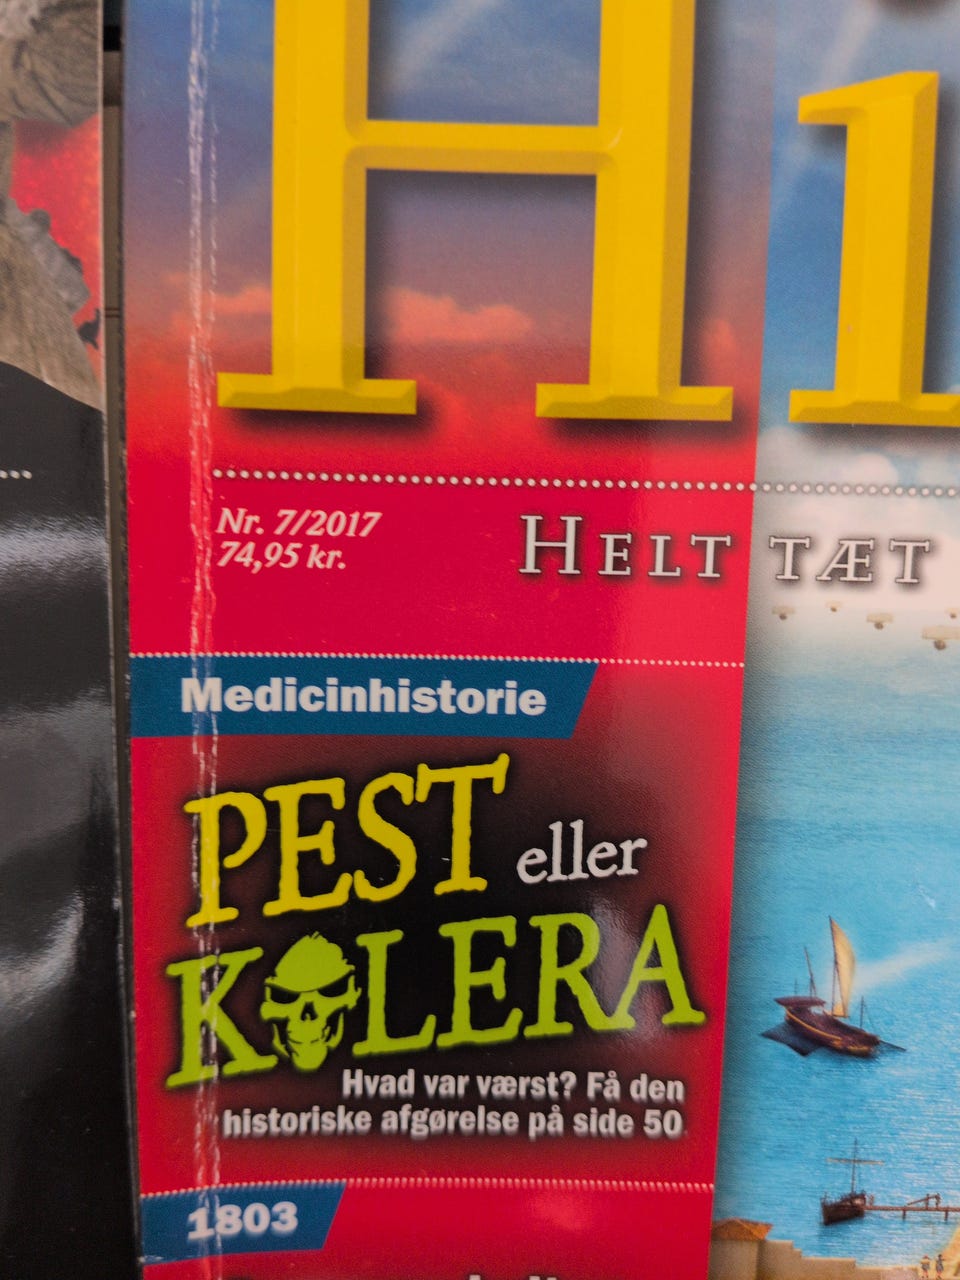 Hi
Nr. 7/2017
74,95 kr.
HELT TÆT
Medicinhistorie
PEST eller
KOLERA
Hvad var værst? Få den
historiske afgørelse på side 50
1803